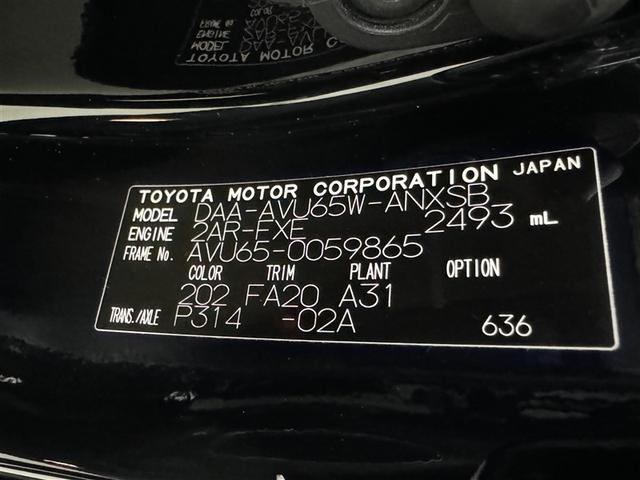 TOYOTA MOTOR CORPORATION JAPAN
MODEL DAA-AVU65W-ANXSB
ENGINE 2AR-FXE 2493 mL
FRAME No. AVU65-0059865
COLOR TRIM PLANT OPTION
202 FA20 A31
TRANS./AXLE P314 -02A 636